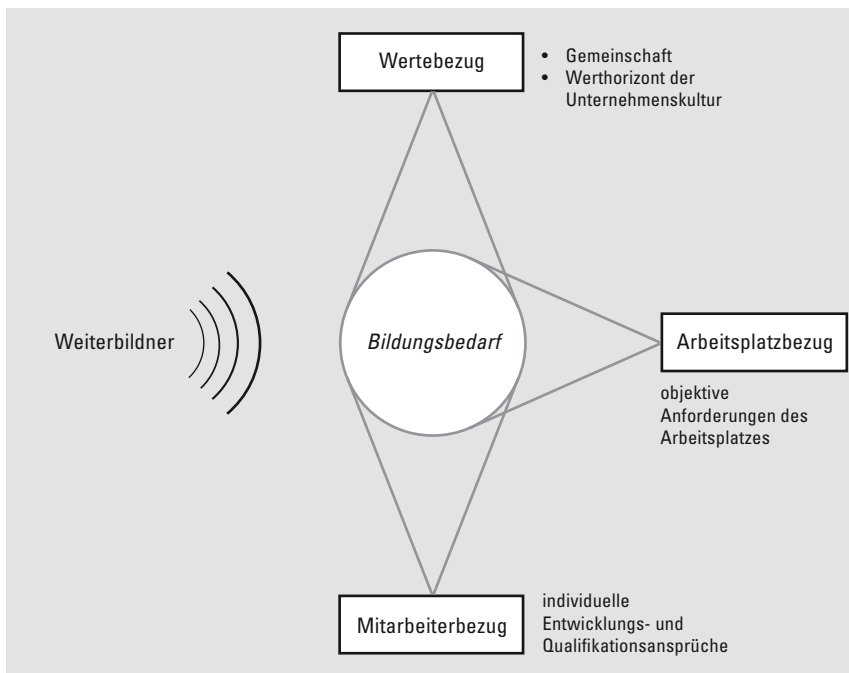 Wertebezug
• Gemeinschaft
• Werthorizont der
Unternehmenskultur
Weiterbildner
Bildungsbedarf
Arbeitsplatzbezug
objektive
Anforderungen des
Arbeitsplatzes
Mitarbeiterbezug
individuelle
Entwicklungs- und
Qualifikationsansprüche